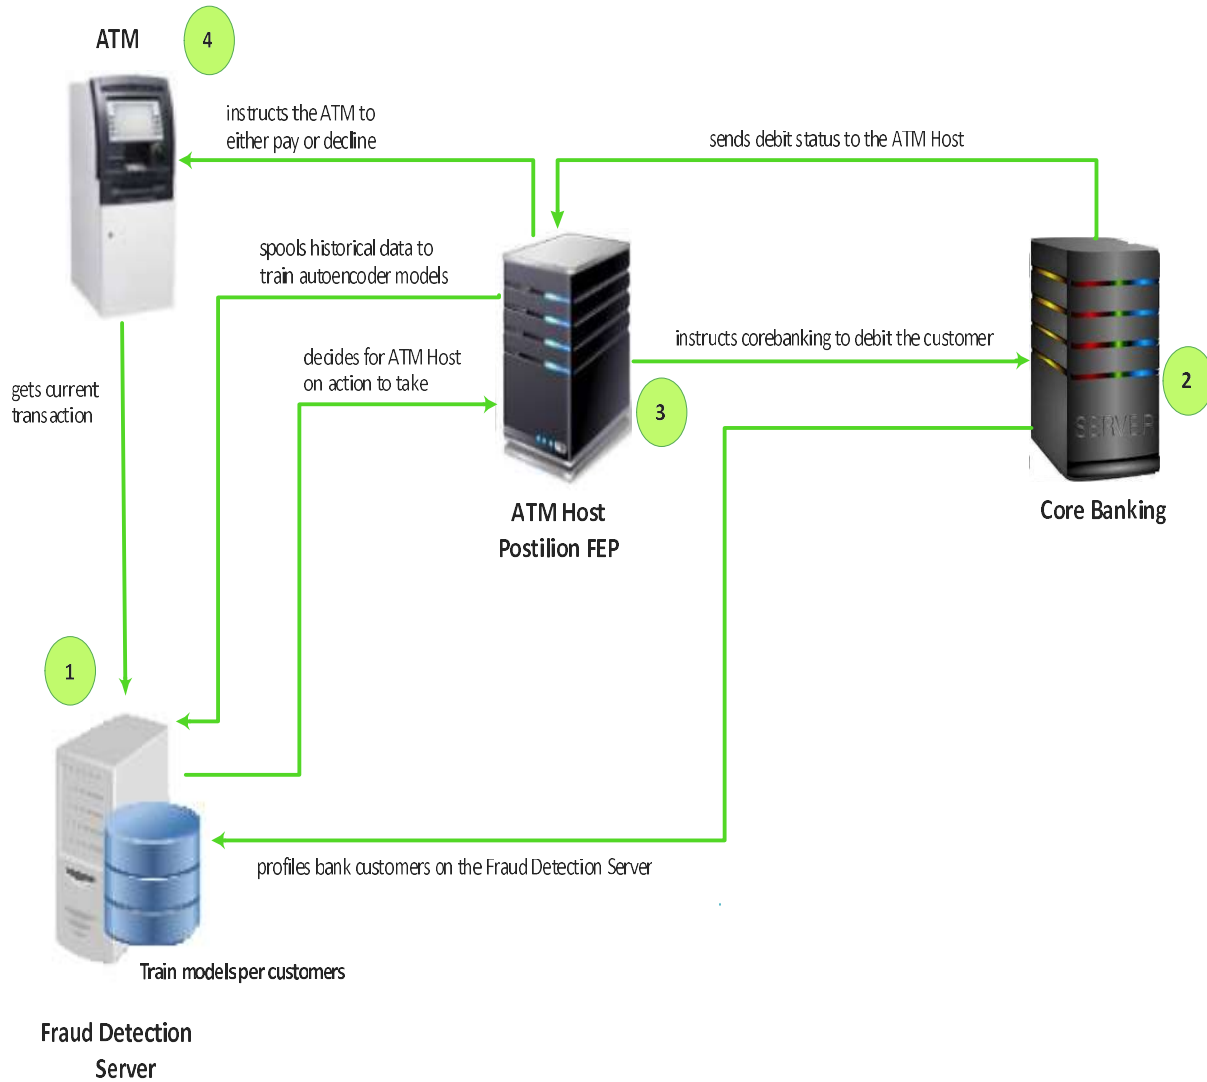 ATM
4
instructs the ATM to
either pay or decline
sends debit status to the ATM Host
spools historical data to
train autoencoder models
instructs corebanking to debit the customer
decides for ATM Host
on action to take
gets current
transaction
2
3
SERVER
ATM Host
Postilion FEP
Core Banking
1
profiles bank customers on the Fraud Detection Server
Train models per customers
Fraud Detection
Server